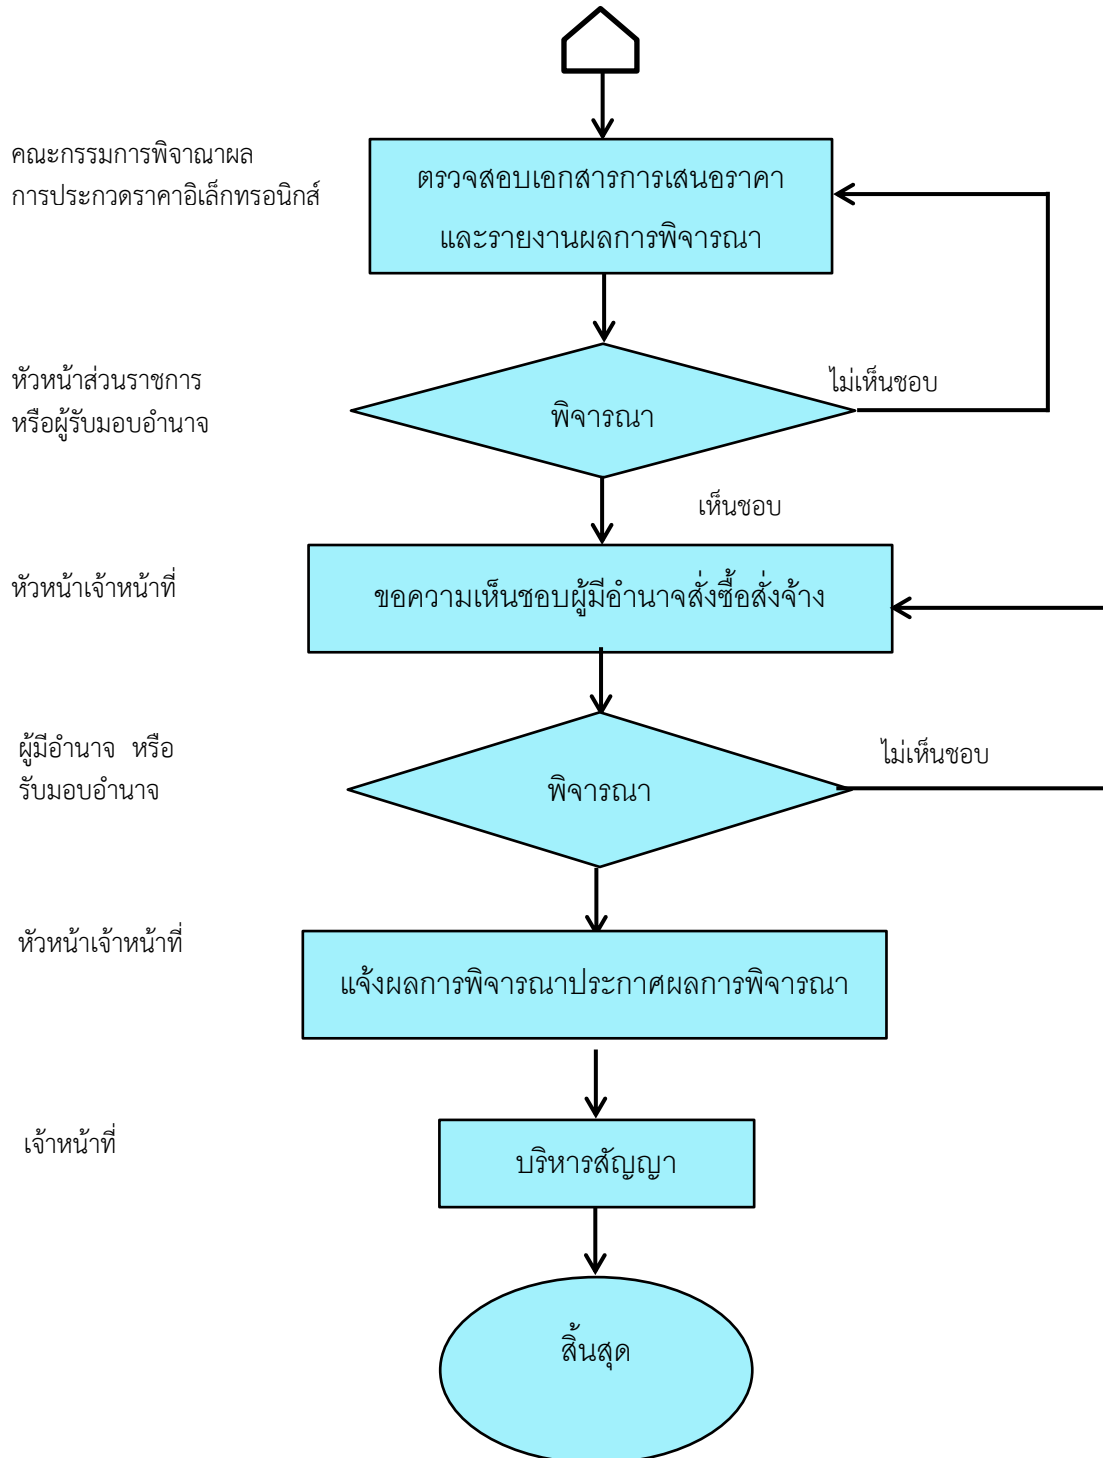 คณะกรรมการพิจาณาผล
การประกวดราคาอิเล็กทรอนิกส์
ตรวจสอบเอกสารการเสนอราคา
และรายงานผลการพิจารณา
หัวหน้าส่วนราชการ
หรือผู้รับมอบอำนาจ
พิจารณา
ไม่เห็นชอบ
เห็นชอบ
หัวหน้าเจ้าหน้าที่
ขอความเห็นชอบผู้มีอำนาจสั่งซื้อสั่งจ้าง
ผู้มีอำนาจ หรือ
รับมอบอำนาจ
พิจารณา
ไม่เห็นชอบ
หัวหน้าเจ้าหน้าที่
แจ้งผลการพิจารณาประกาศผลการพิจารณา
เจ้าหน้าที่
บริหารสัญญา
สิ้นสุด